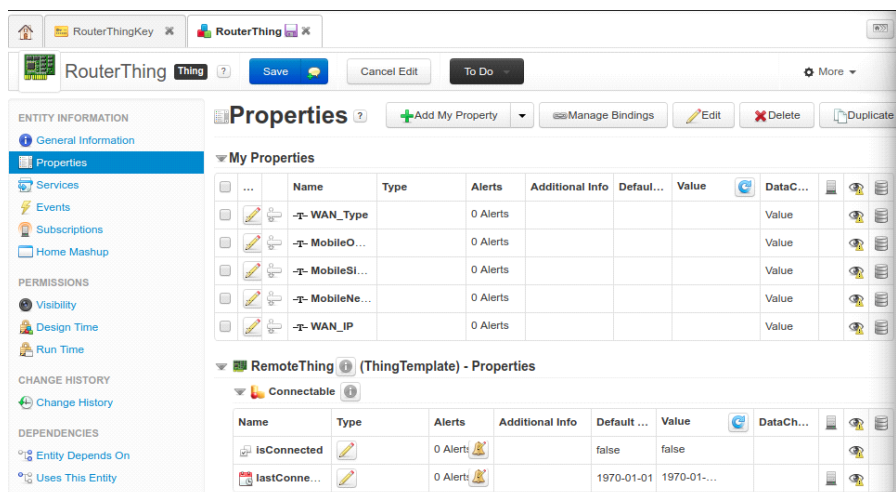 RouterThingKey RouterThing
RouterThing Thing ? Save Cancel Edit To Do More
ENTITY INFORMATION
General Information
Properties
Services
Events
Subscriptions
Home Mashup
PERMISSIONS
Visibility
Design Time
Run Time
CHANGE HISTORY
Change History
DEPENDENCIES
Entity Depends On
Uses This Entity
Properties ? Add My Property Manage Bindings Edit Delete Duplicate
My Properties
... Name Type Alerts Additional Info Defaul... Value DataC...
-T- WAN_Type 0 Alerts Value
-T- MobileO... 0 Alerts Value
-T- MobileSi... 0 Alerts Value
-T- MobileNe... 0 Alerts Value
-T- WAN_IP 0 Alerts Value
RemoteThing (ThingTemplate) - Properties
Connectable
Name Type Alerts Additional Info Default ... Value DataCh...
isConnected 0 Alerts false false
lastConne... 0 Alerts 1970-01-01 1970-01-...